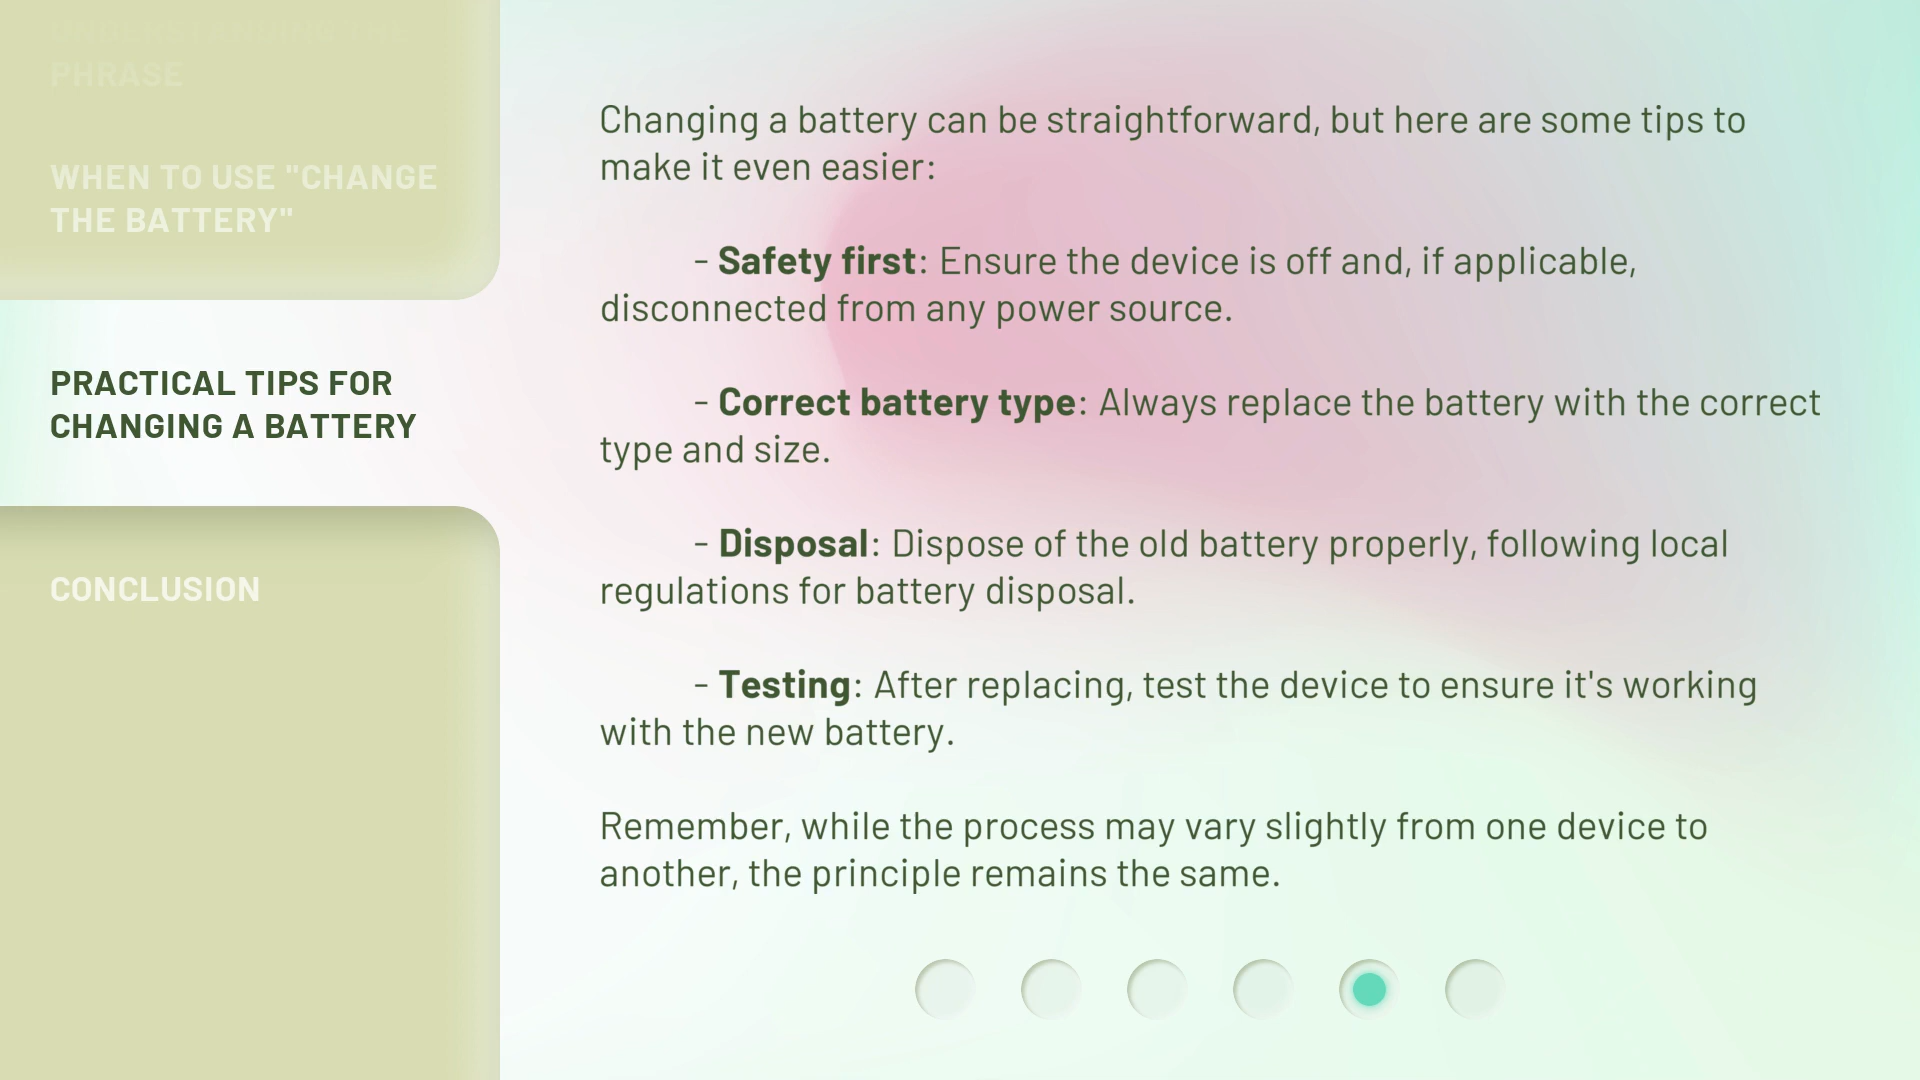 UNDERSTANDING THE
PHRASE
WHEN TO USE "CHANGE
THE BATTERY"
PRACTICAL TIPS FOR
CHANGING A BATTERY
CONCLUSION
Changing a battery can be straightforward, but here are some tips to
make it even easier:
- Safety first: Ensure the device is off and, if applicable,
disconnected from any power source.
- Correct battery type: Always replace the battery with the correct
type and size.
- Disposal: Dispose of the old battery properly, following local
regulations for battery disposal.
- Testing: After replacing, test the device to ensure it's working
with the new battery.
Remember, while the process may vary slightly from one device to
another, the principle remains the same.